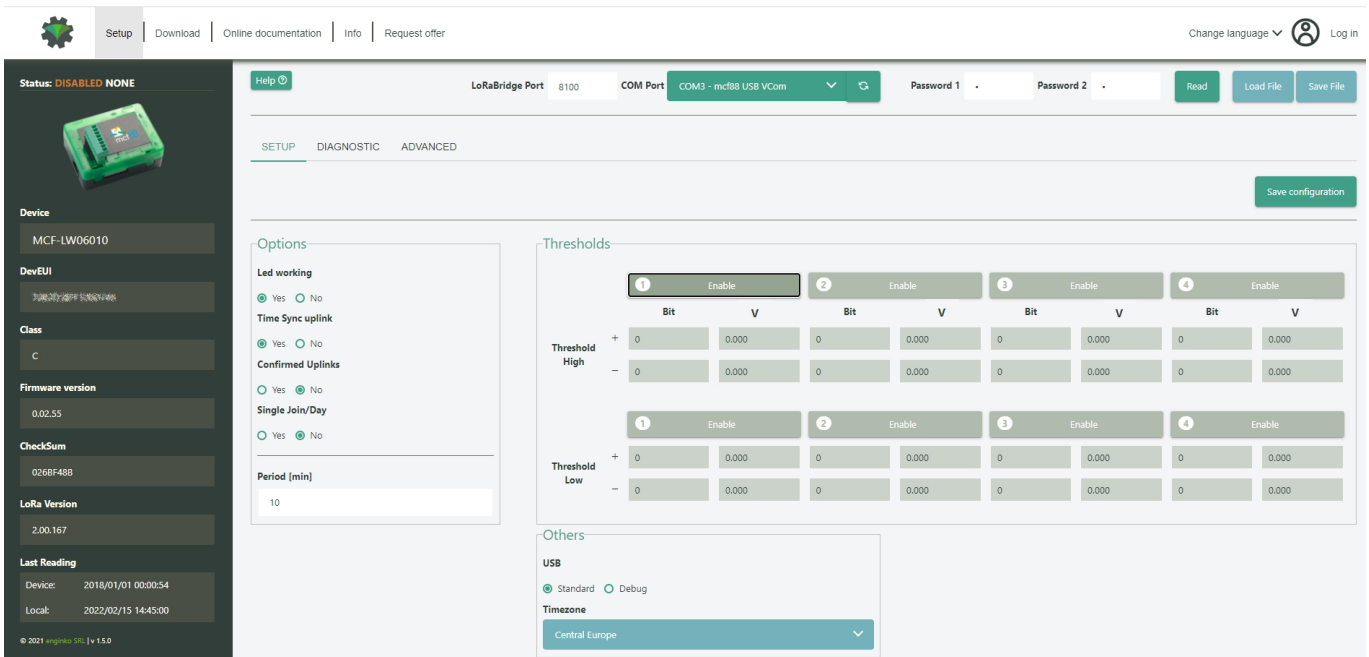 Setup Download Online documentation Info Request offer Change language Log in
Status: DISABLED NONE
Help LoRaBridge Port 8100 COM Port COM3 - mcf88 USB VCom Password 1 Password 2 Read Load File Save File
SETUP DIAGNOSTIC ADVANCED
Save configuration
Device
MCF-LW06010
DevEUI
Class
C
Firmware version
0.02.55
CheckSum
026BF48B
LoRa Version
2.00.167
Last Reading
Device: 2018/01/01 00:00:54
Local: 2022/02/15 14:45:00
© 2021 enginko SRL | v 1.5.0
Options
Led working
Yes No
Time Sync uplink
Yes No
Confirmed Uplinks
Yes No
Single Join/Day
Yes No
Period [min]
10
Thresholds
1 Enable 2 Enable 3 Enable 4 Enable
Bit V Bit V Bit V Bit V
Threshold High
+ 0 0.000 0 0.000 0 0.000 0 0.000
− 0 0.000 0 0.000 0 0.000 0 0.000
1 Enable 2 Enable 3 Enable 4 Enable
Threshold Low
+ 0 0.000 0 0.000 0 0.000 0 0.000
− 0 0.000 0 0.000 0 0.000 0 0.000
Others
USB
Standard Debug
Timezone
Central Europe